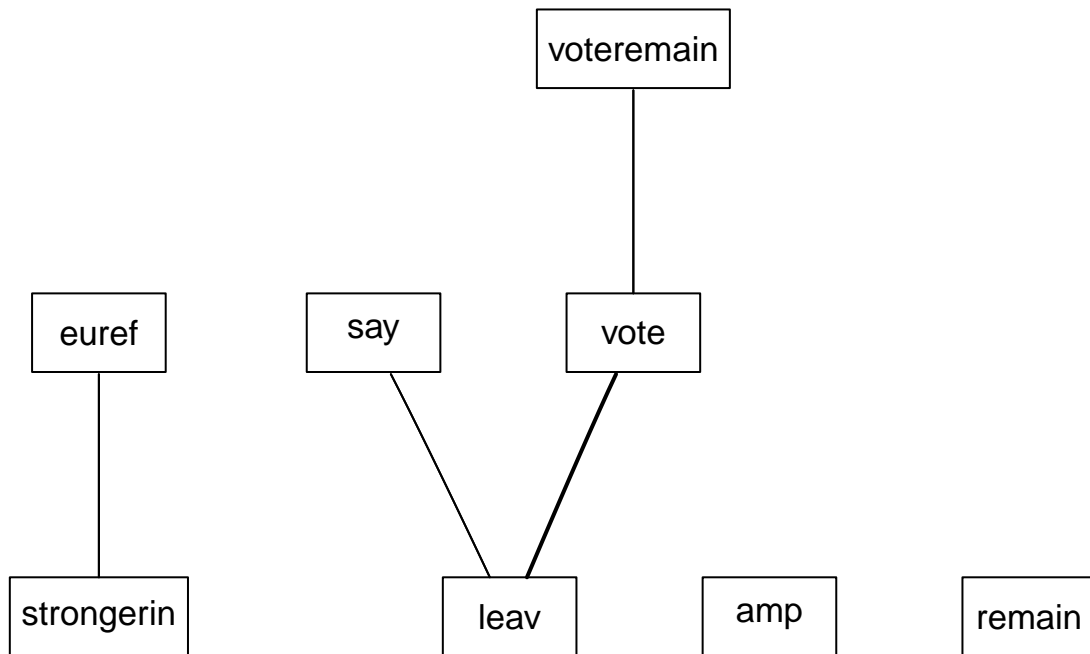 voteremain
euref
say
vote
strongerin
leav
amp
remain